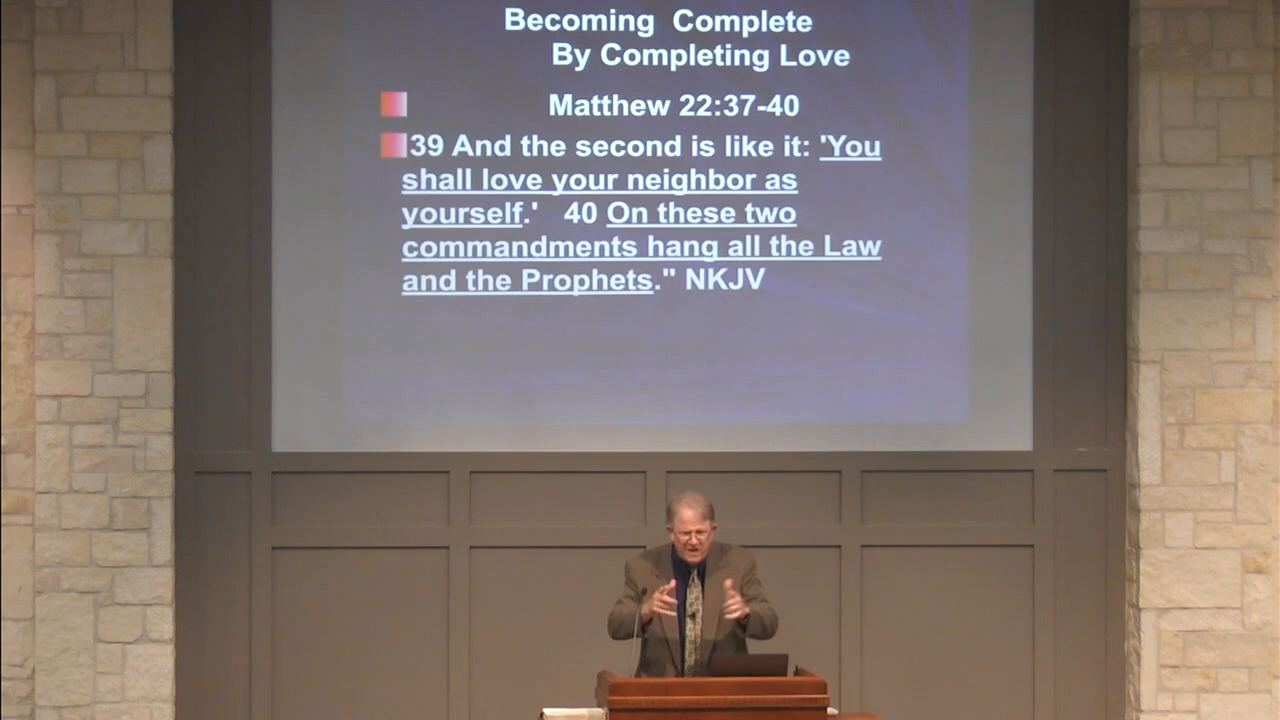 Becoming  Complete
By Completing Love
Matthew 22:37-40
39 And the second is like it: 'You
shall love your neighbor as
yourself.'   40 On these two
commandments hang all the Law
and the Prophets." NKJV